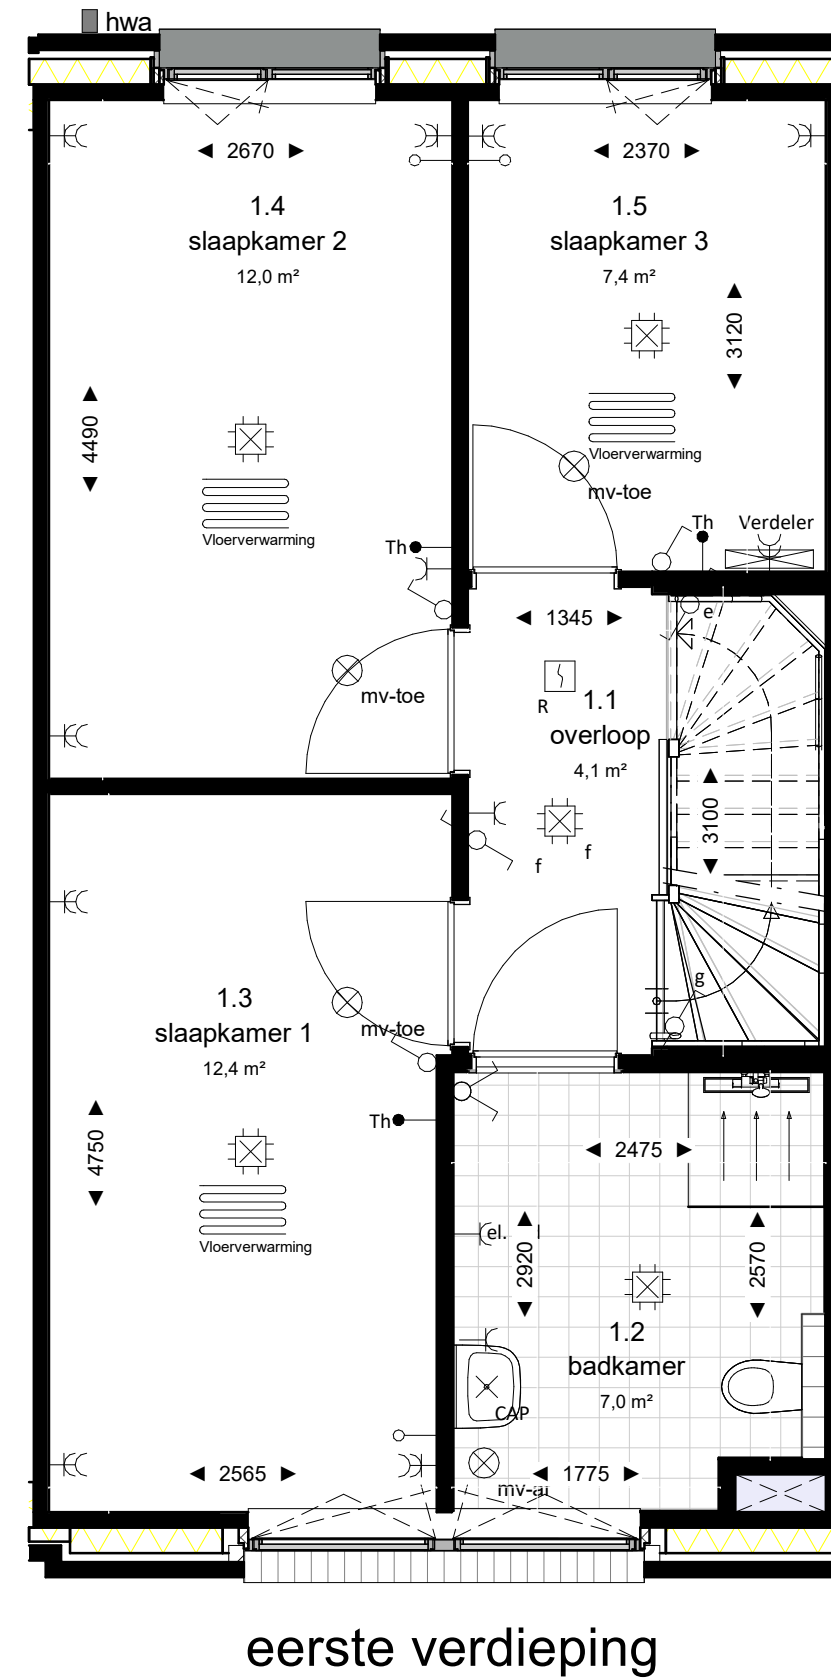 hwa
2670
2370
1.4
slaapkamer 2
12,0 m²
1.5
slaapkamer 3
7,4 m²
3120
4490
Vloerverwarming
mv-toe
Vloerverwarming
Th
Th
Verdeler
1345
e
mv-toe
R
1.1
overloop
4,1 m²
3100
f
f
g
1.3
slaapkamer 1
12,4 m²
mv-toe
Th
4750
Vloerverwarming
2475
el.
2920
2570
1.2
badkamer
7,0 m²
CAP
2565
1775
eerste verdieping